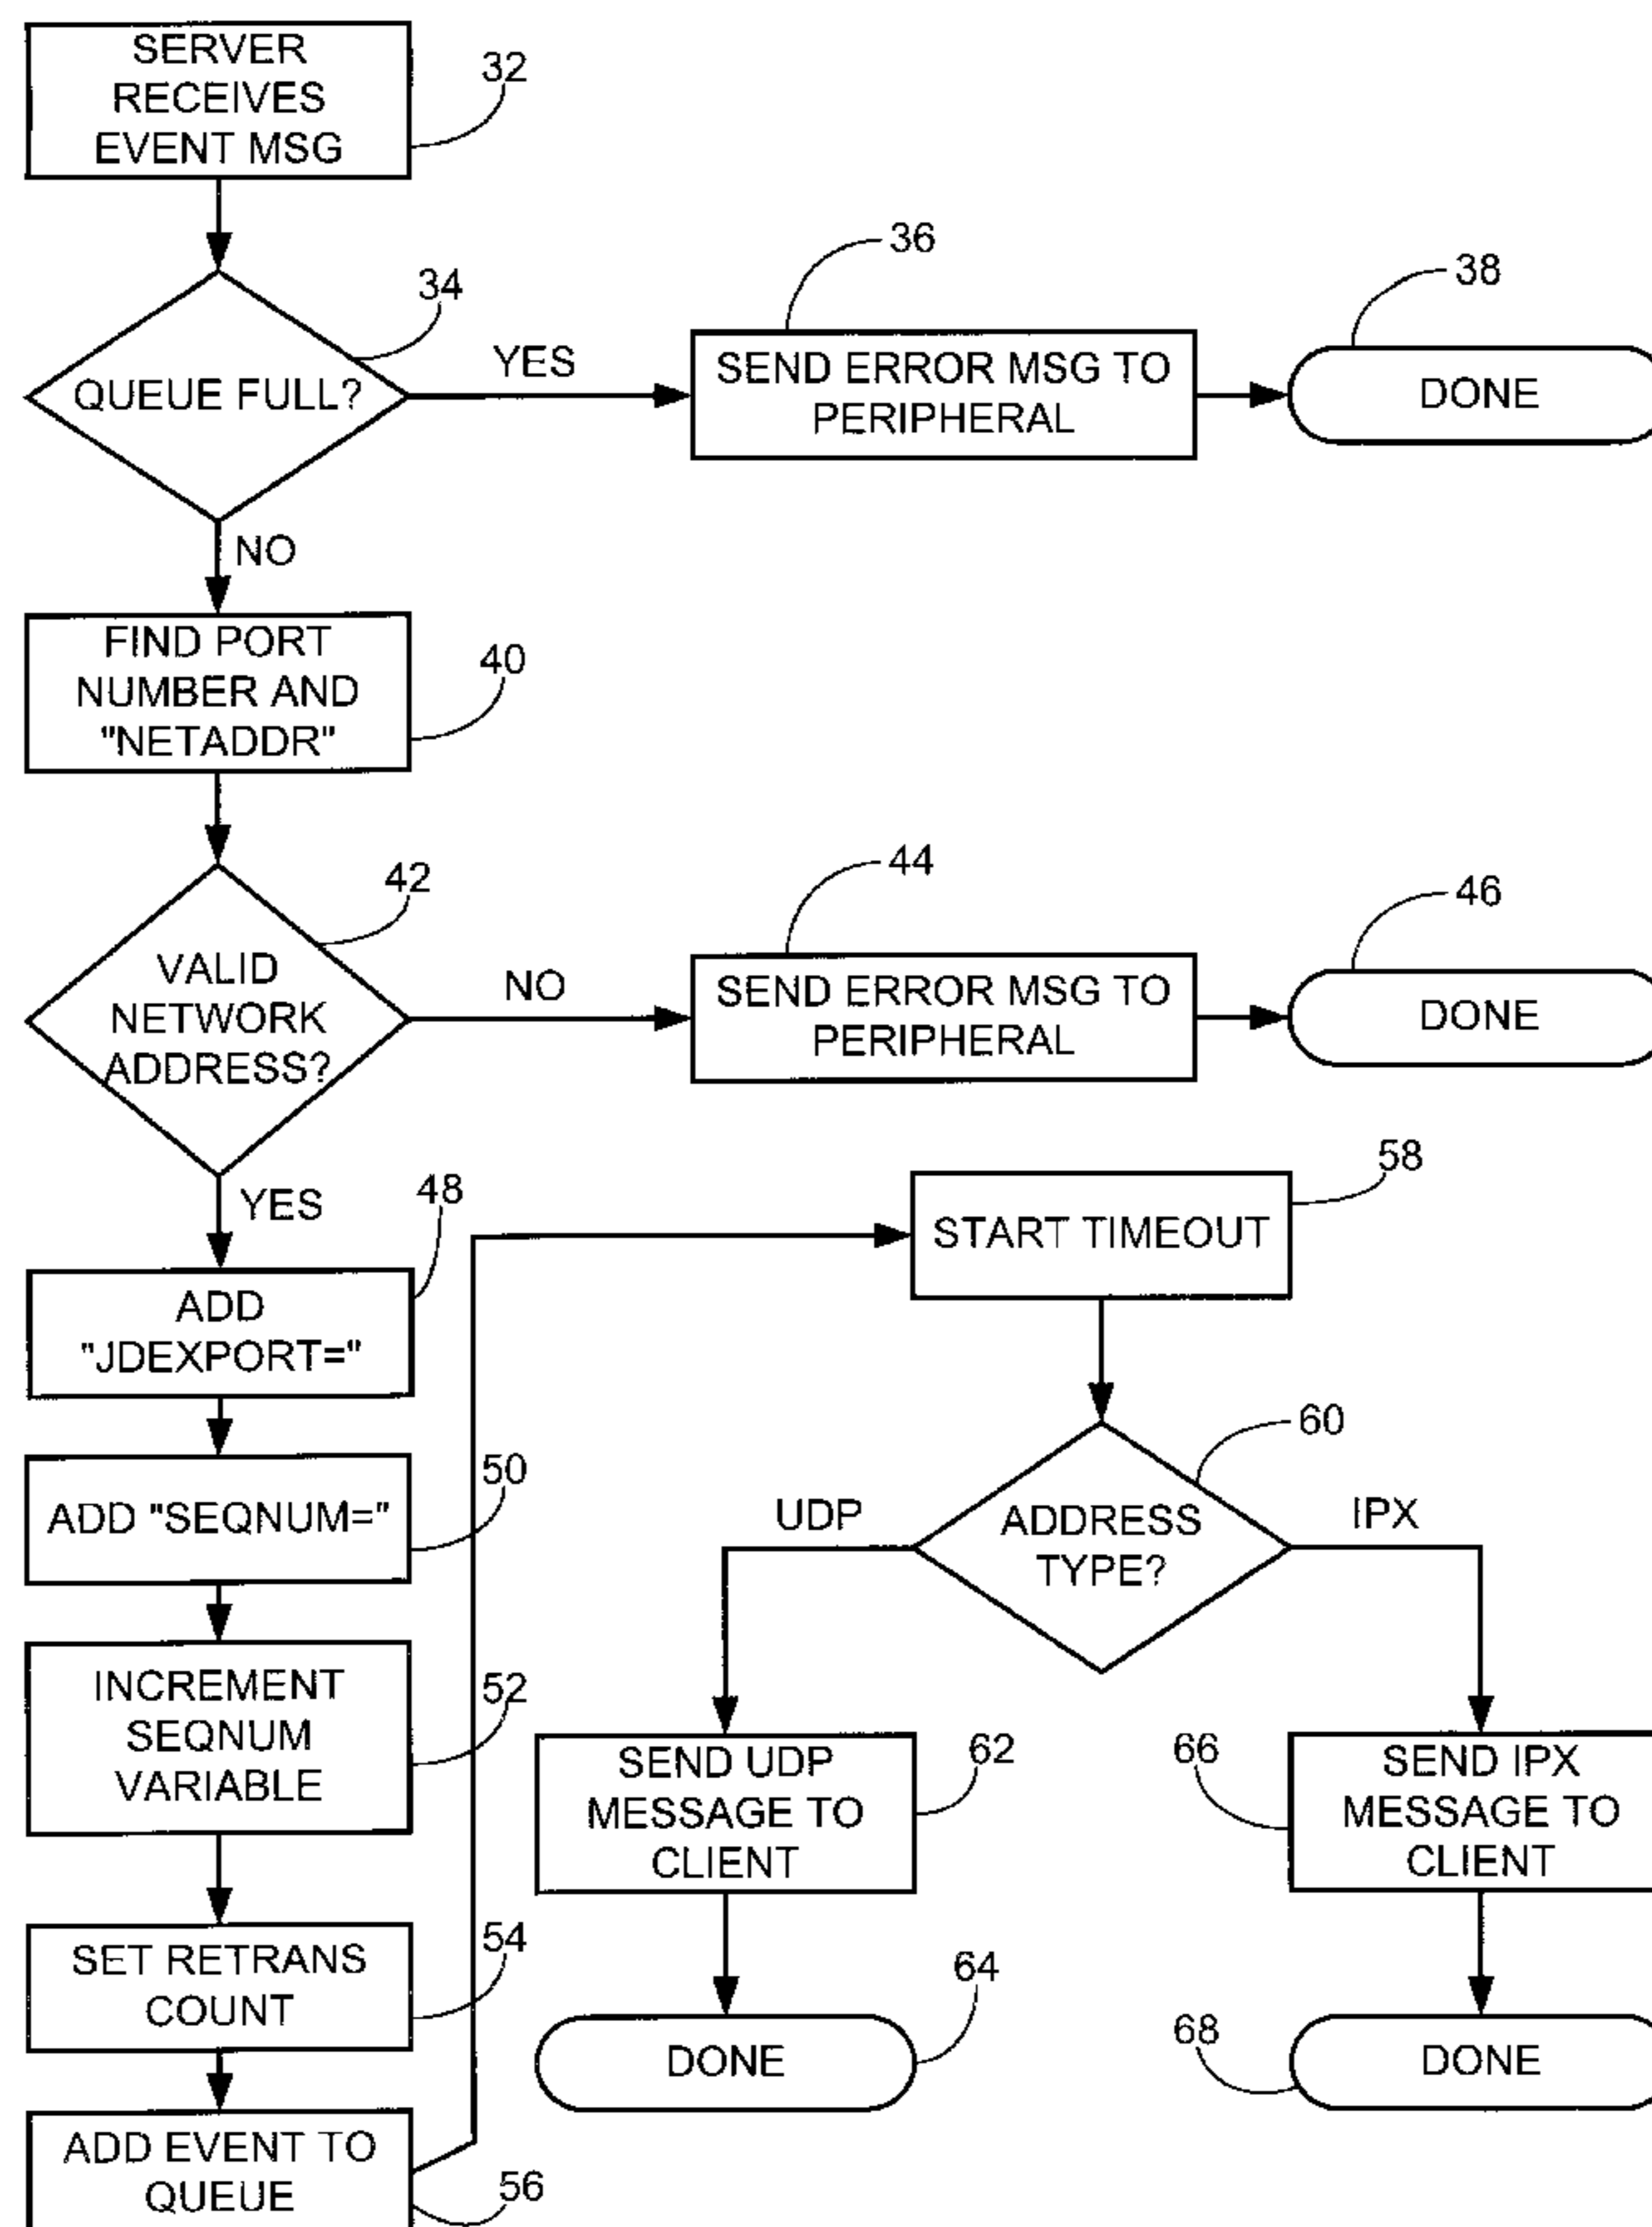 SERVER
RECEIVES
EVENT MSG
32
34
QUEUE FULL?
YES
36
SEND ERROR MSG TO
PERIPHERAL
38
DONE
NO
FIND PORT
NUMBER AND
"NETADDR"
40
42
VALID
NETWORK
ADDRESS?
NO
44
SEND ERROR MSG TO
PERIPHERAL
46
DONE
YES
48
ADD
"JDEXPORT="
ADD "SEQNUM="
50
INCREMENT
SEQNUM
VARIABLE
52
SET RETRANS
COUNT
54
ADD EVENT TO
QUEUE
56
START TIMEOUT
58
60
ADDRESS
TYPE?
UDP
IPX
SEND UDP
MESSAGE TO
CLIENT
62
DONE
64
66
SEND IPX
MESSAGE TO
CLIENT
68
DONE